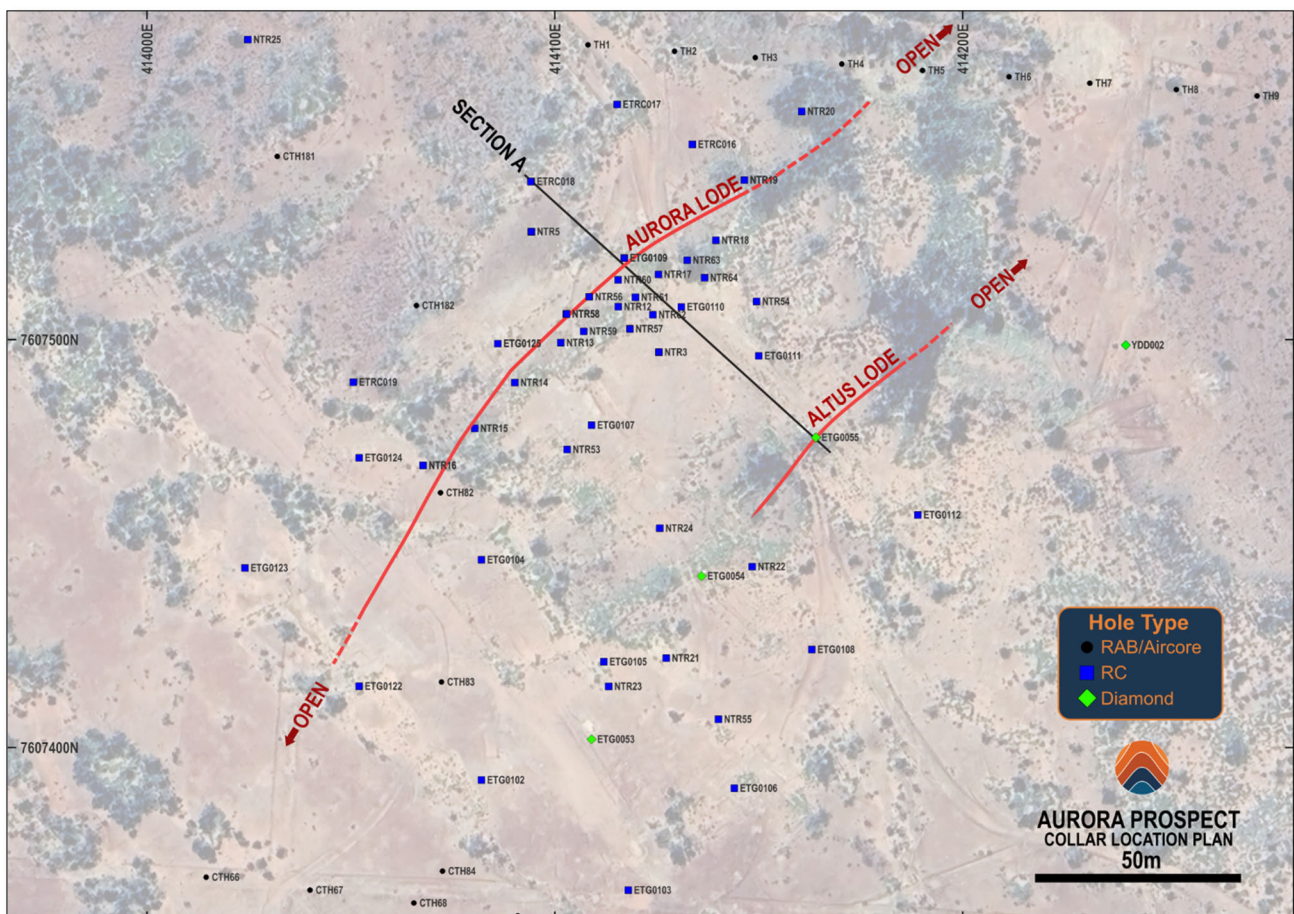 NTR25
414000E
414100E
TH1
TH2
TH3
TH4
OPEN
TH5
414200E
TH6
TH7
TH8
TH9
ETRC017
NTR20
SECTION A
ETRC016
CTH181
ETRC018
NTR19
AURORA LODE
NTR5
NTR18
ETG0109
NTR63
NTR17
NTR64
NTR60
OPEN
NTR56
NTR61
NTR54
CTH182
NTR12
ETG0110
NTR58
NTR62
NTR59
NTR57
7607500N
ETG0125
NTR13
YDD002
NTR3
ETG0111
ETRC019
NTR14
ALTUS LODE
NTR15
ETG0107
ETG0055
NTR53
ETG0124
NTR16
CTH82
ETG0112
NTR24
ETG0104
ETG0123
NTR22
ETG0054
Hole Type
RAB/Aircore
RC
Diamond
ETG0108
ETG0105
NTR21
CTH83
ETG0122
NTR23
OPEN
NTR55
ETG0053
7607400N
ETG0102
ETG0106
AURORA PROSPECT
COLLAR LOCATION PLAN
50m
CTH66
CTH84
CTH67
ETG0103
CTH68